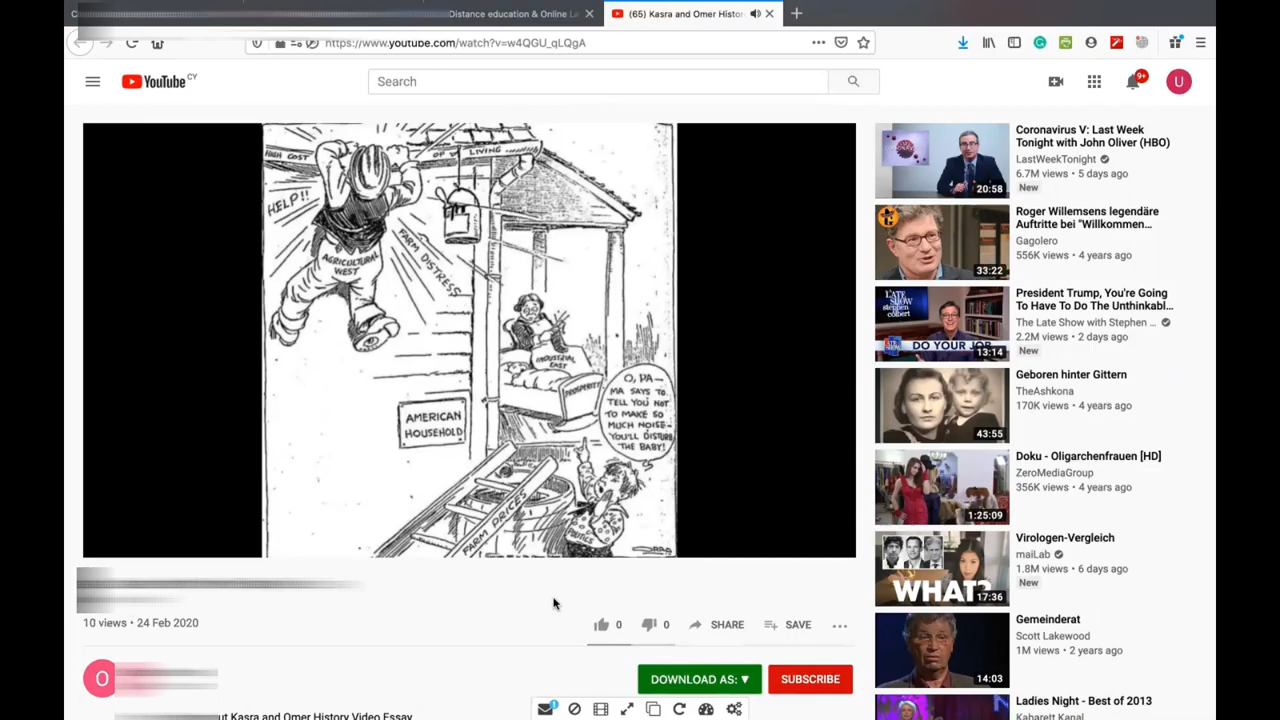 Distance education & Online
(65) Kasra and Omer Histor
https://www.youtube.com/watch?v=w4QGU_qLQgA
9+
YouTube CY
Search
U
HIGH COST
OF LIVING
HELP!!
AGRICULTURAL
WEST
FARM DISTRESS
INDUSTRIAL
EAST
PROSPERITY
AMERICAN
HOUSEHOLD
O, PA—
MA SAYS TO
TELL YOU NOT
TO MAKE SO
MUCH NOISE—
YOU'LL DISTURB
THE BABY!
FARM PRICES
POLITICS
10 views • 24 Feb 2020
0
0
SHARE
SAVE
O
DOWNLOAD AS: ▼
SUBSCRIBE
Kasra and Omer History Video Essay
1
Coronavirus V: Last Week
Tonight with John Oliver (HBO)
LastWeekTonight
6.7M views • 5 days ago
New
20:58
Roger Willemsens legendäre
Auftritte bei "Willkommen...
Gagolero
556K views • 4 years ago
33:22
President Trump, You're Going
To Have To Do The Unthinkabl...
The Late Show with Stephen ...
2.2M views • 2 days ago
New
LATE
SHOW
stephen
colbert
DO YOUR JOB
13:14
Geboren hinter Gittern
TheAshkona
170K views • 4 years ago
43:55
Doku - Oligarchenfrauen [HD]
ZeroMediaGroup
356K views • 4 years ago
1:25:09
Virologen-Vergleich
maiLab
1.8M views • 6 days ago
New
WHAT?
17:36
Gemeinderat
Scott Lakewood
1M views • 2 years ago
14:03
Ladies Night - Best of 2013
Kabarett Kanal